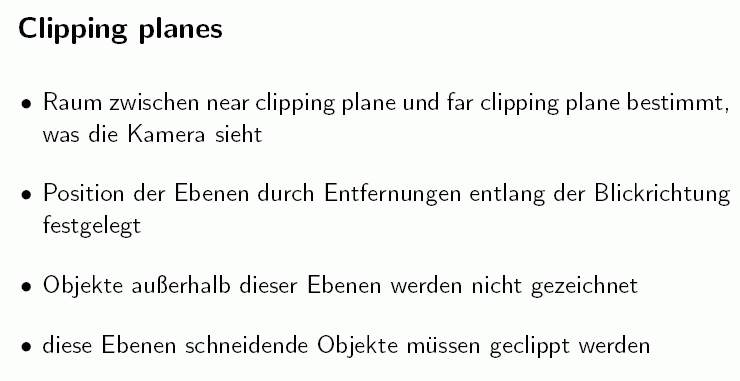 Clipping planes
• Raum zwischen near clipping plane und far clipping plane bestimmt,
was die Kamera sieht
• Position der Ebenen durch Entfernungen entlang der Blickrichtung
festgelegt
• Objekte außerhalb dieser Ebenen werden nicht gezeichnet
• diese Ebenen schneidende Objekte müssen geclippt werden